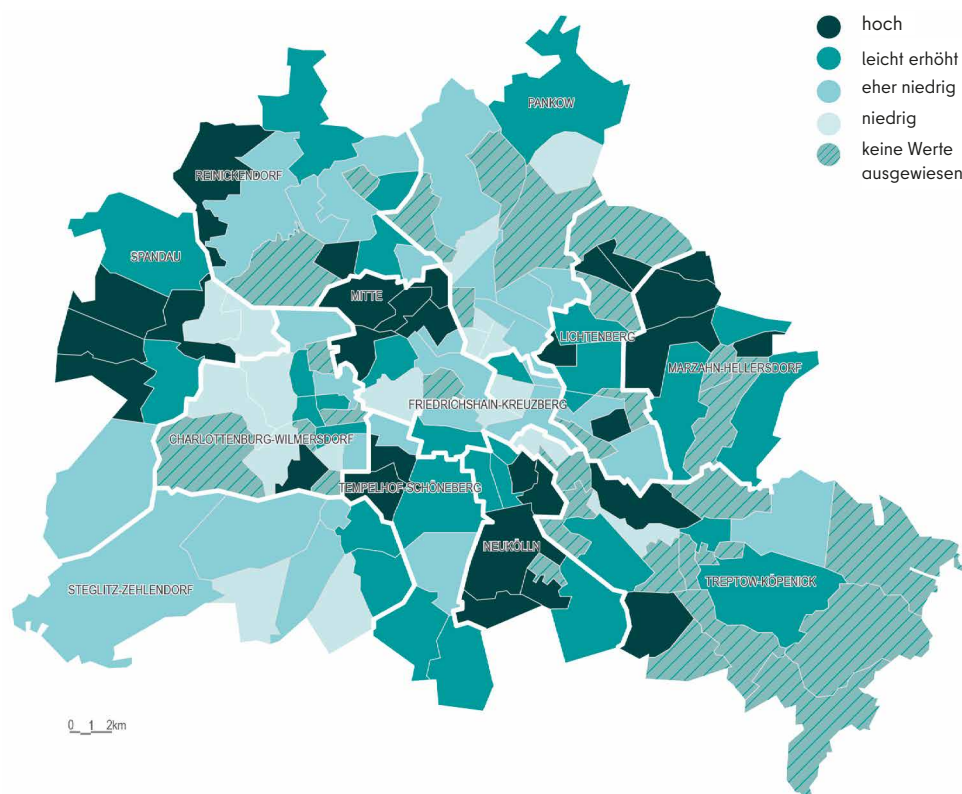 hoch
leicht erhöht
eher niedrig
niedrig
keine Werte
ausgewiesen
PANKOW
REINICKENDORF
SPANDAU
MITTE
LICHTENBERG
MARZAHN-HELLERSDORF
FRIEDRICHSHAIN-KREUZBERG
CHARLOTTENBURG-WILMERSDORF
TEMPELHOF-SCHÖNEBERG
NEUKÖLLN
TREPTOW-KÖPENICK
STEGLITZ-ZEHLENDORF
0 1 2km